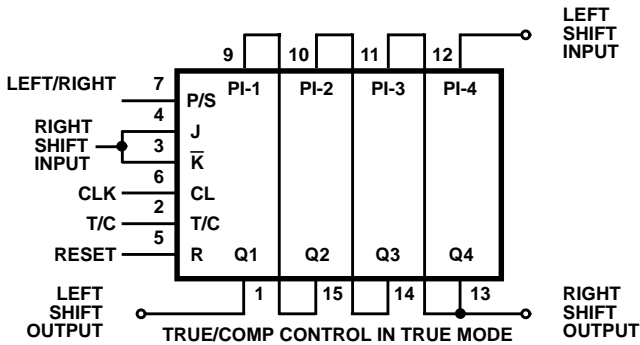 LEFT
SHIFT
INPUT
9 10 11 12
LEFT/RIGHT 7
PI-1 PI-2 PI-3 PI-4
P/S
4
J
RIGHT
SHIFT
INPUT
3
K̅
6
CLK CL
2
T/C T/C
5
RESET R Q1 Q2 Q3 Q4
LEFT
SHIFT
OUTPUT
1 15 14 13
RIGHT
SHIFT
OUTPUT
TRUE/COMP CONTROL IN TRUE MODE